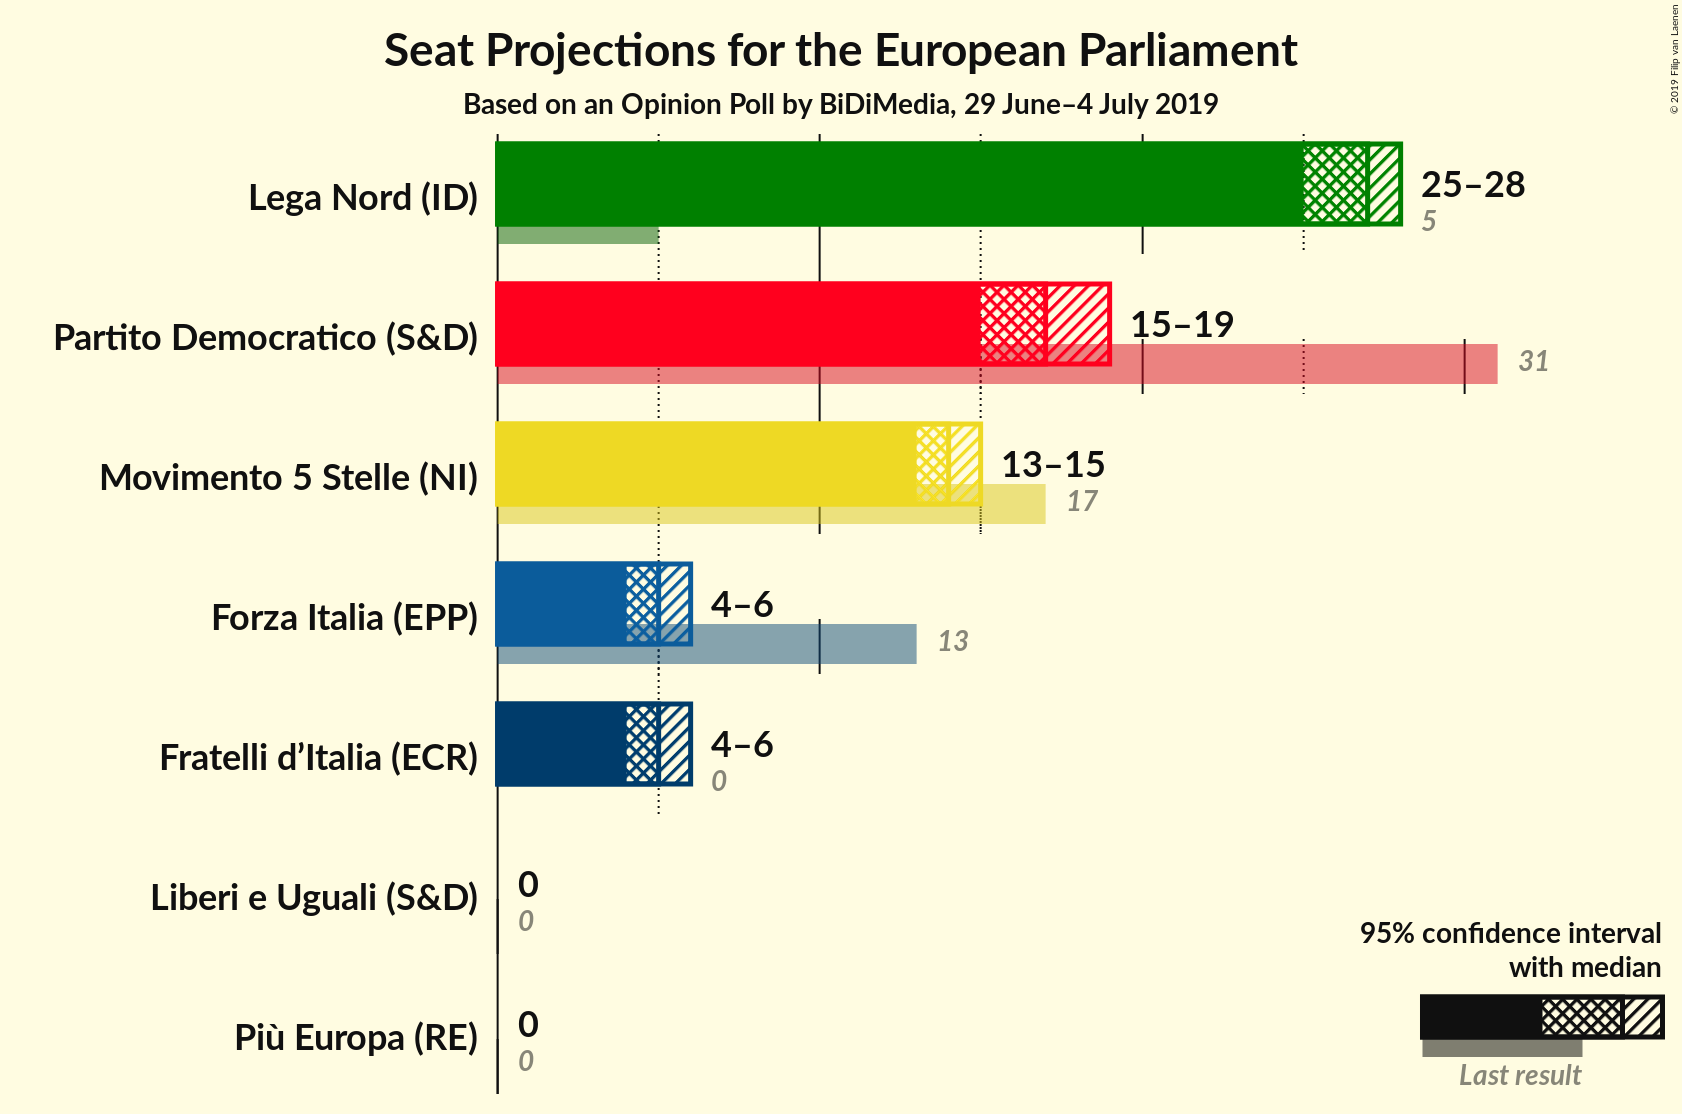 Seat Projections for the European Parliament
Based on an Opinion Poll by BiDiMedia, 29 June–4 July 2019
© 2019 Filip van Laenen
Lega Nord (ID)
25–28
5
Partito Democratico (S&D)
15–19
31
Movimento 5 Stelle (NI)
13–15
17
Forza Italia (EPP)
4–6
13
Fratelli d’Italia (ECR)
4–6
0
Liberi e Uguali (S&D)
0
0
Più Europa (RE)
0
0
95% confidence interval
with median
Last result